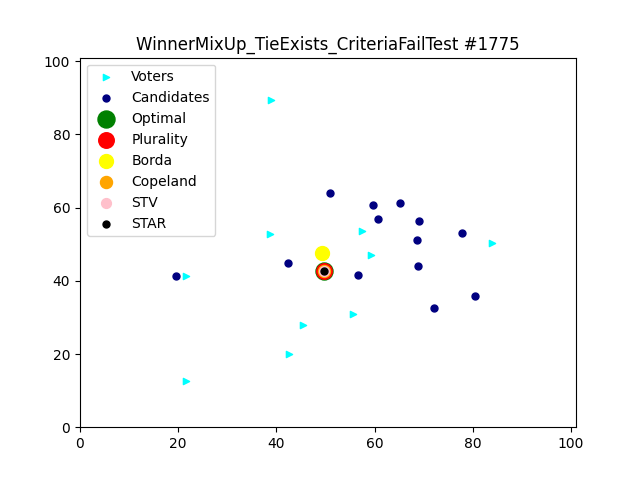 WinnerMixUp_TieExists_CriteriaFailTest #1775
100
80
60
40
20
0
0 20 40 60 80 100
Voters
Candidates
Optimal
Plurality
Borda
Copeland
STV
STAR